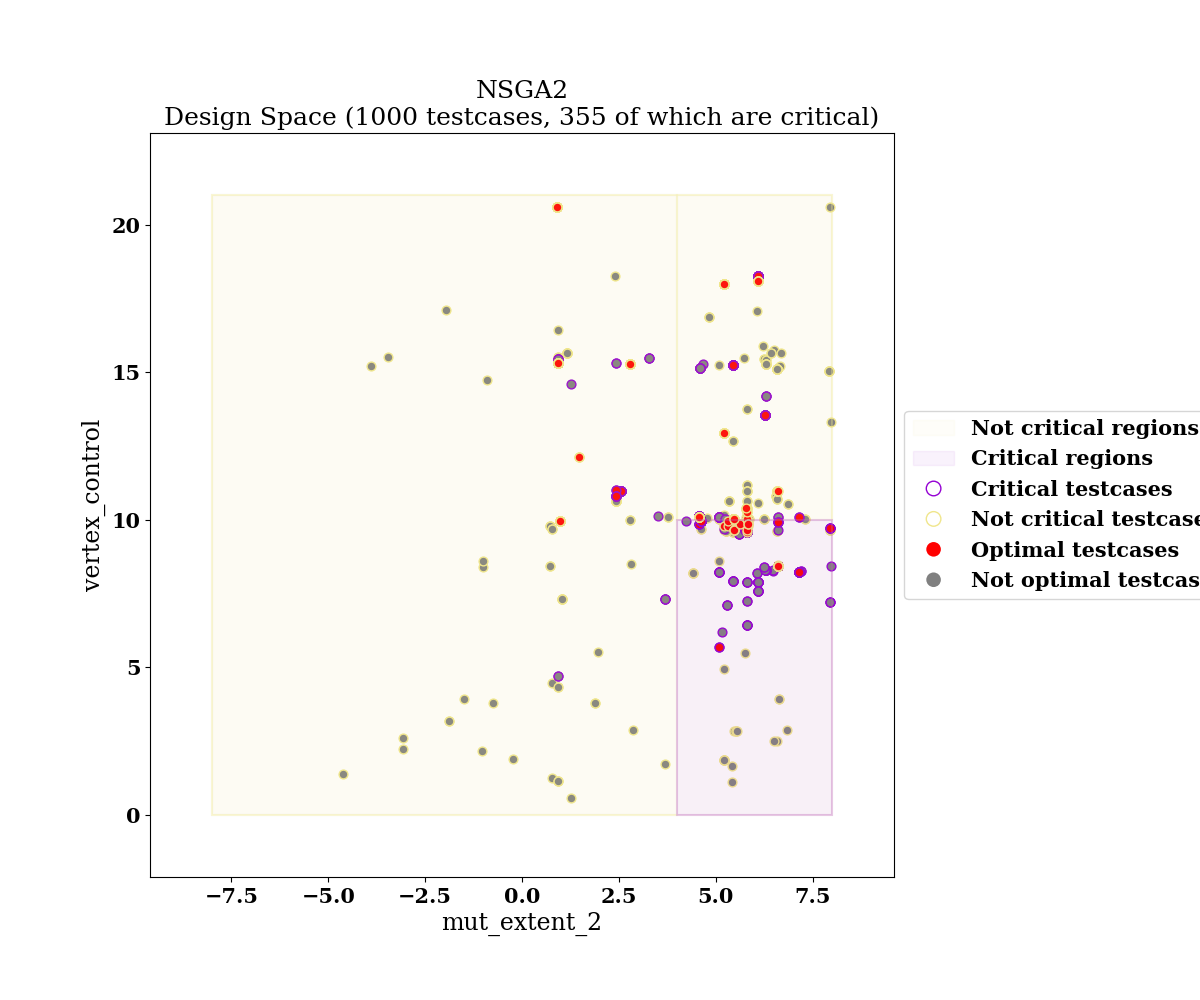 NSGA2
Design Space (1000 testcases, 355 of which are critical)
vertex_control
20
15
10
5
0
−7.5
−5.0
−2.5
0.0
2.5
5.0
7.5
mut_extent_2
Not critical regions
Critical regions
Critical testcases
Not critical testcase
Optimal testcases
Not optimal testcas